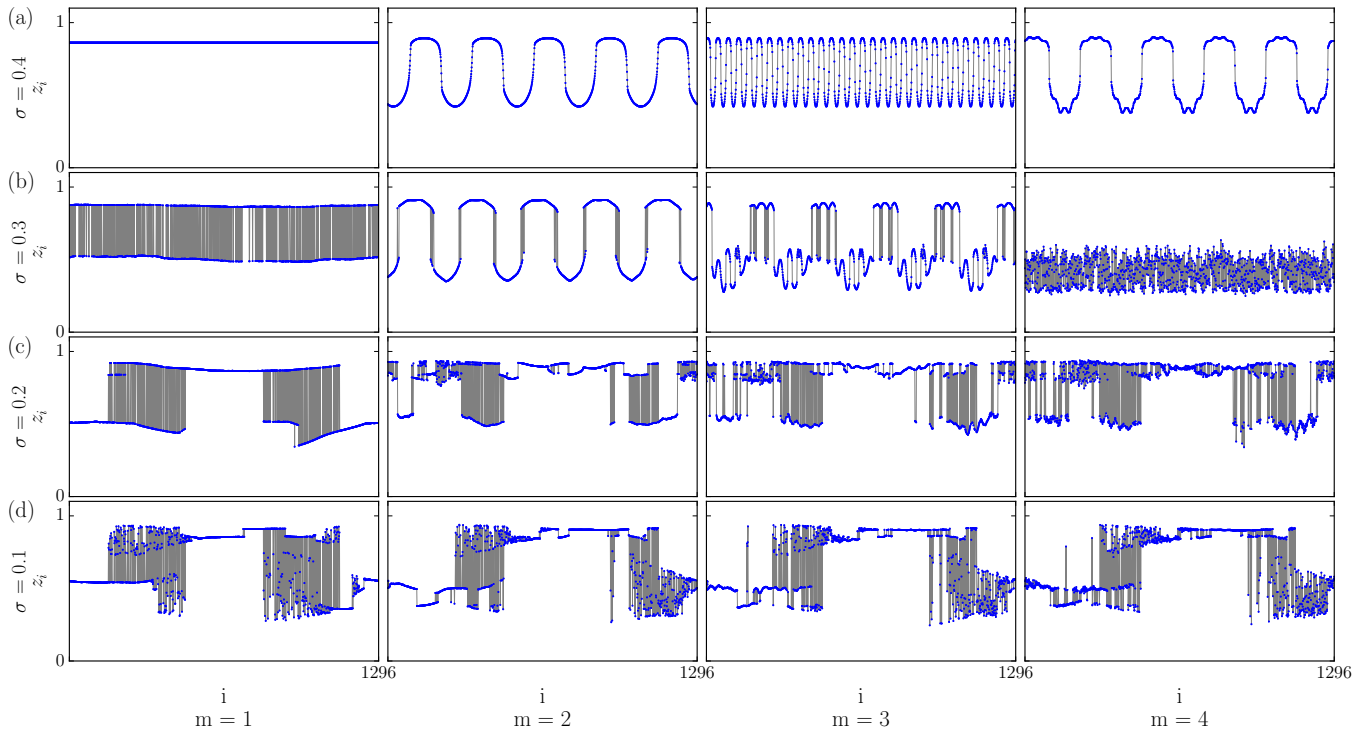 (a)
1
0
σ = 0.4
z_i
(b)
1
0
σ = 0.3
z_i
(c)
1
0
σ = 0.2
z_i
(d)
1
0
σ = 0.1
z_i
1296 1296 1296 1296
i i i i
m = 1 m = 2 m = 3 m = 4